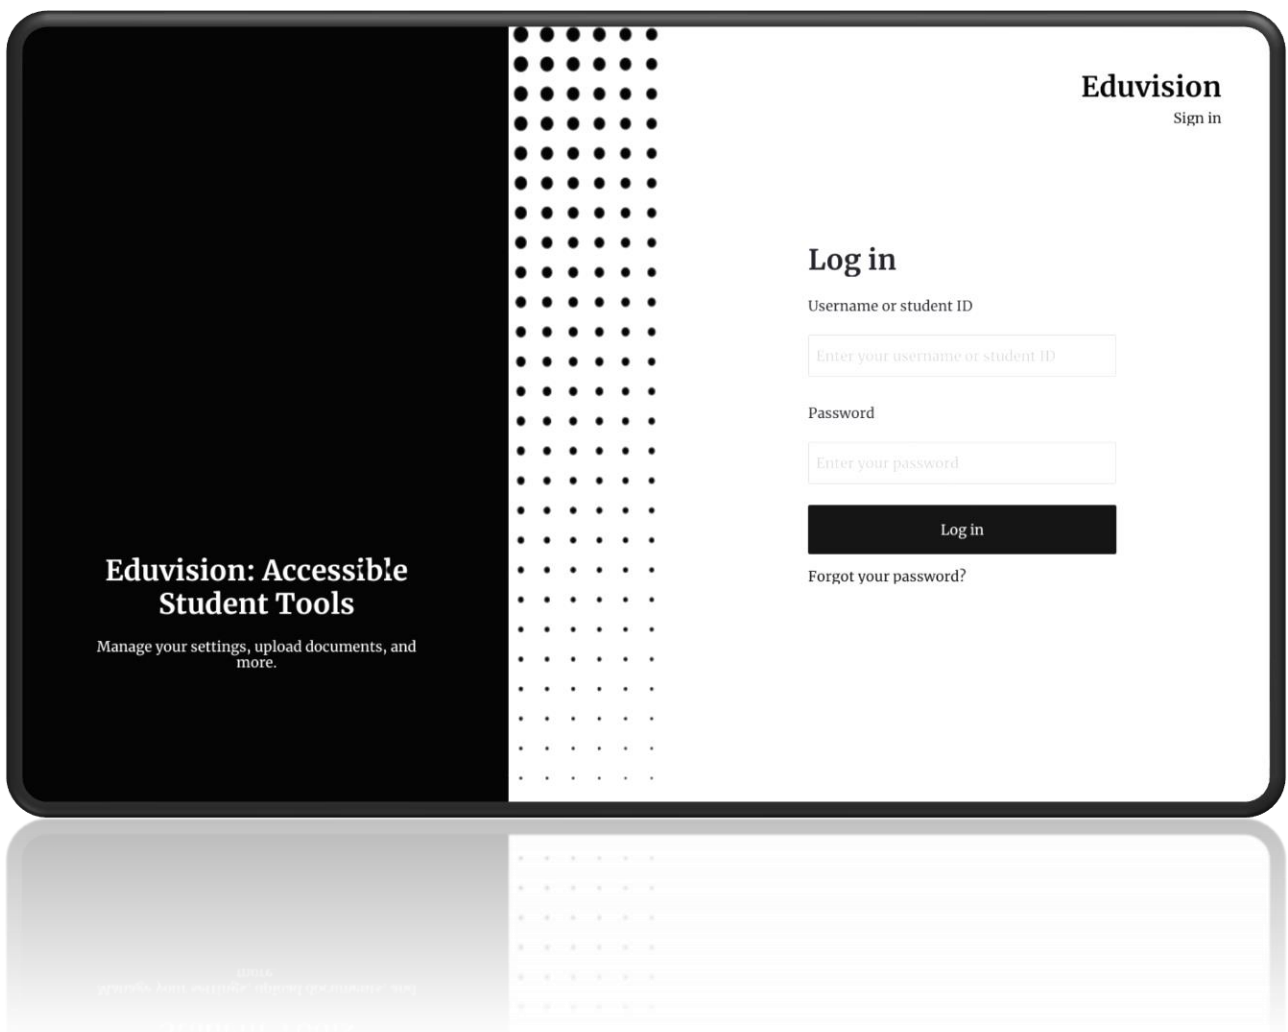 Eduvision: Accessible
Student Tools
Manage your settings, upload documents, and
more.
Eduvision
Sign in
Log in
Username or student ID
Enter your username or student ID
Password
Enter your password
Log in
Forgot your password?